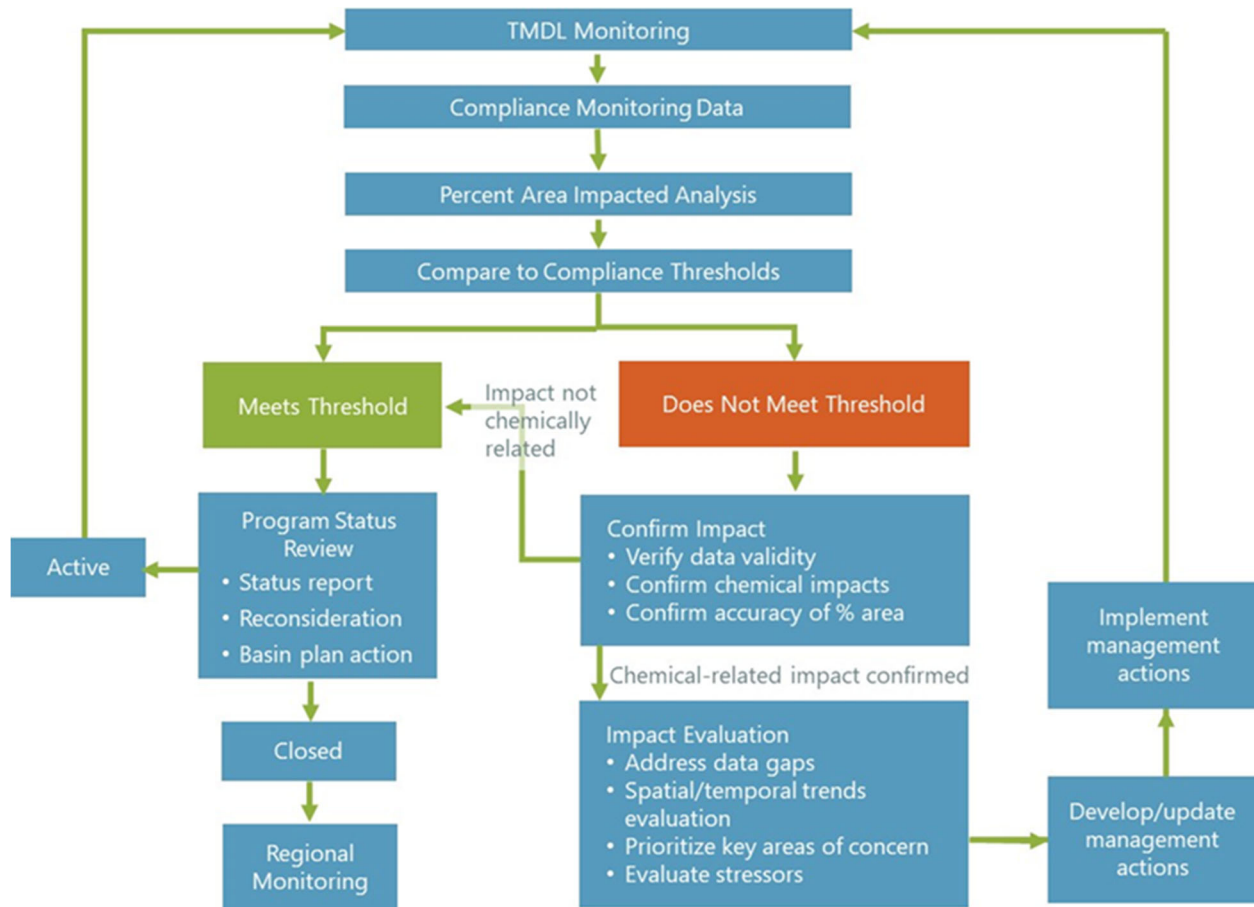 TMDL Monitoring
Compliance Monitoring Data
Percent Area Impacted Analysis
Compare to Compliance Thresholds
Meets Threshold
Impact not
chemically
related
Does Not Meet Threshold
Program Status
Review
• Status report
• Reconsideration
• Basin plan action
Active
Confirm Impact
• Verify data validity
• Confirm chemical impacts
• Confirm accuracy of % area
Implement
management
actions
Chemical-related impact confirmed
Closed
Impact Evaluation
• Address data gaps
• Spatial/temporal trends
evaluation
• Prioritize key areas of concern
• Evaluate stressors
Develop/update
management
actions
Regional
Monitoring